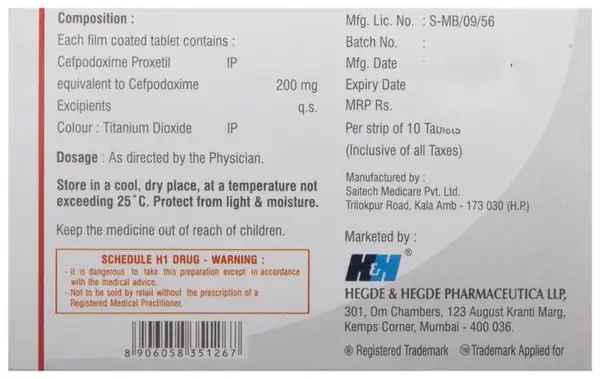 Composition :
Each film coated tablet contains :
Cefpodoxime Proxetil IP
equivalent to Cefpodoxime 200 mg
Excipients q.s.
Colour : Titanium Dioxide IP
Dosage : As directed by the Physician.
Store in a cool, dry place, at a temperature not
exceeding 25˚C. Protect from light & moisture.
Keep the medicine out of reach of children.
SCHEDULE H1 DRUG - WARNING :
- It is dangerous to take this preparation except in accordance
with the medical advice.
- Not to be sold by retail without the prescription of a
Registered Medical Practitioner.
8 906058 351267
Mfg. Lic. No. : S-MB/09/56
Batch No. :
Mfg. Date :
Expiry Date
MRP Rs.
Per strip of 10 Tablets
(Inclusive of all Taxes)
Manufactured by :
Saitech Medicare Pvt. Ltd.
Trilokpur Road, Kala Amb - 173 030 (H.P.)
Marketed by :
H&H ®
HEGDE & HEGDE PHARMACEUTICA LLP,
301, Om Chambers, 123 August Kranti Marg,
Kemps Corner, Mumbai - 400 036.
® Registered Trademark ™ Trademark Applied for